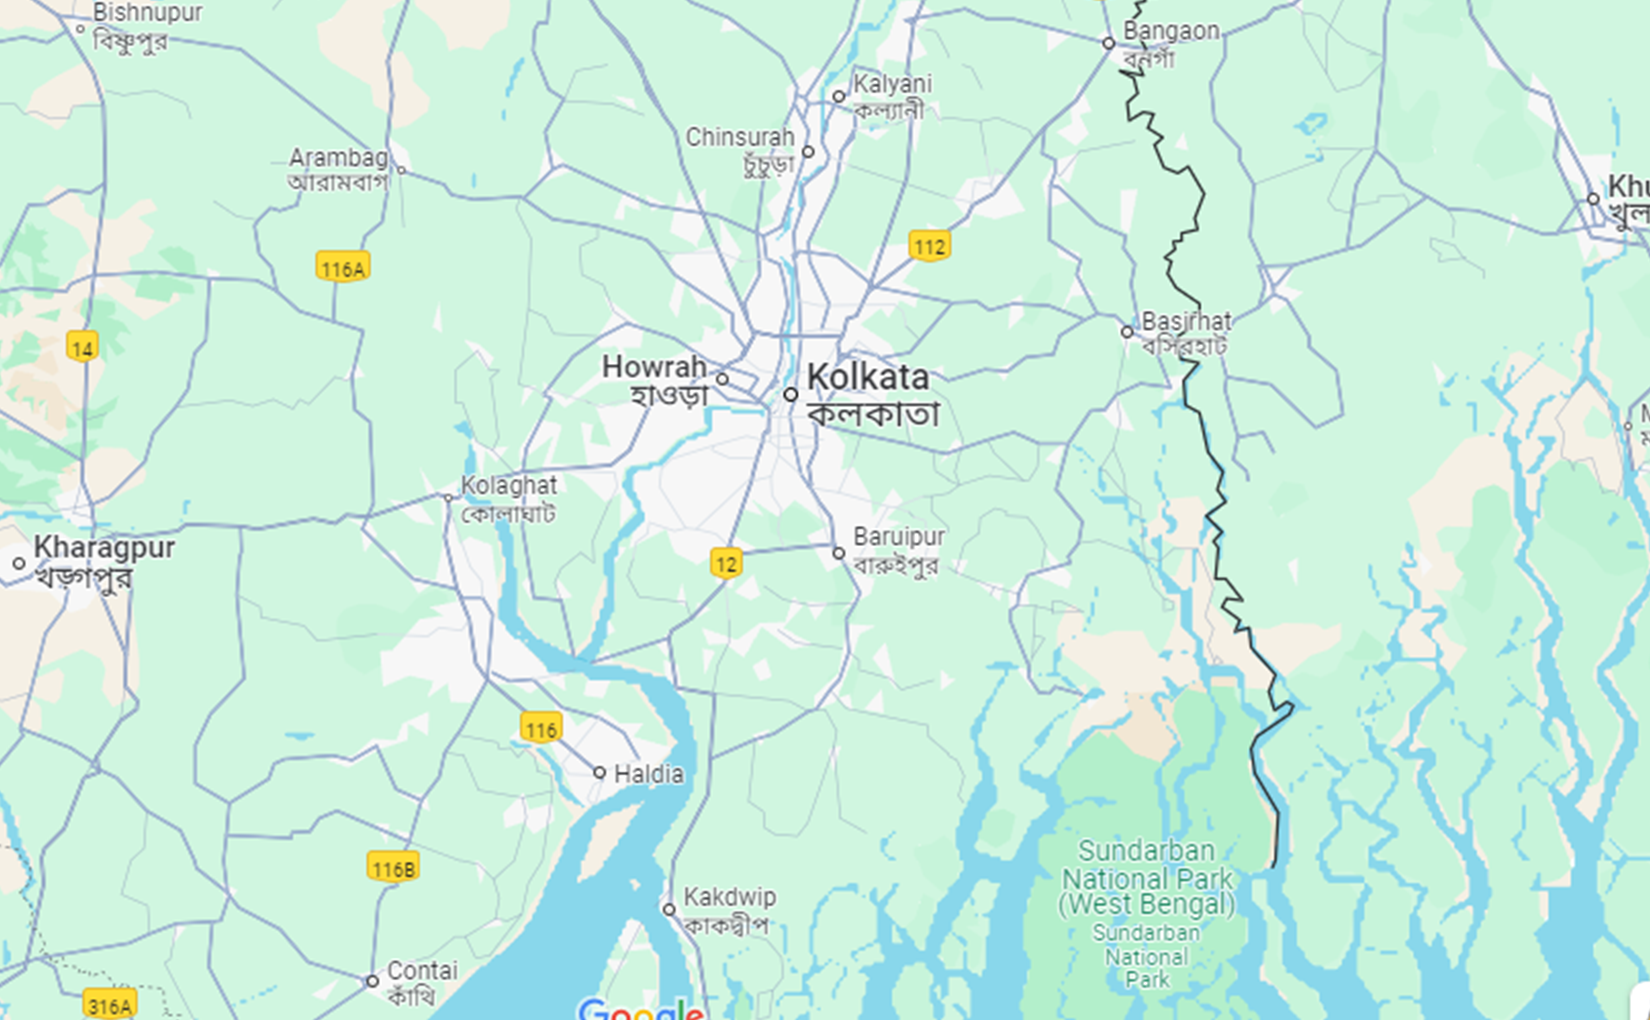 Bishnupur
বিষ্ণুপুর
Bangaon
বনগাঁ
Kalyani
কল্যানী
Chinsurah
চুঁচুড়া
Arambag
আরামবাগ
112
116A
14
Basirhat
বসিরহাট
Howrah
হাওড়া
Kolkata
কলকাতা
Kolaghat
কোলাঘাট
Kharagpur
খড়গপুর
12
Baruipur
বারুইপুর
116
Haldia
116B
Sundarban
National Park
(West Bengal)
Sundarban
National
Park
Kakdwip
কাকদ্বীপ
Contai
কাঁথি
316A
Google